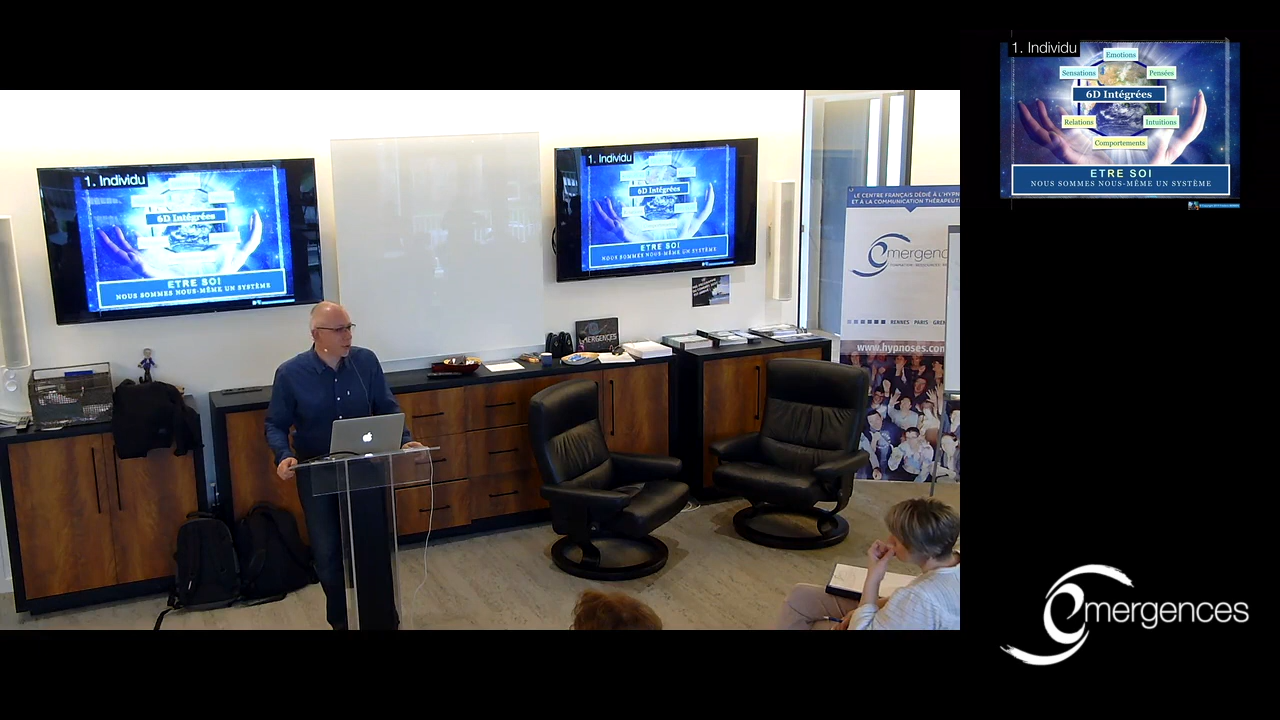 1. Individu
Emotions
Sensations
Pensées
6D Intégrées
Relations
Intuitions
Comportements
ETRE SOI
NOUS SOMMES NOUS-MÊME UN SYSTÈME
1. Individu
6D Intégrées
ETRE SOI
NOUS SOMMES NOUS-MÊME UN SYSTÈME
1. Individu
6D Intégrées
ETRE SOI
NOUS SOMMES NOUS-MÊME UN SYSTÈME
LE CENTRE FRANÇAIS DÉDIÉ À L'HYPN
ET À LA COMMUNICATION THÉRAPEUT
emergenc
RENNES PARIS GREN
www.hypnoses.com
EMERGENCES
emergences